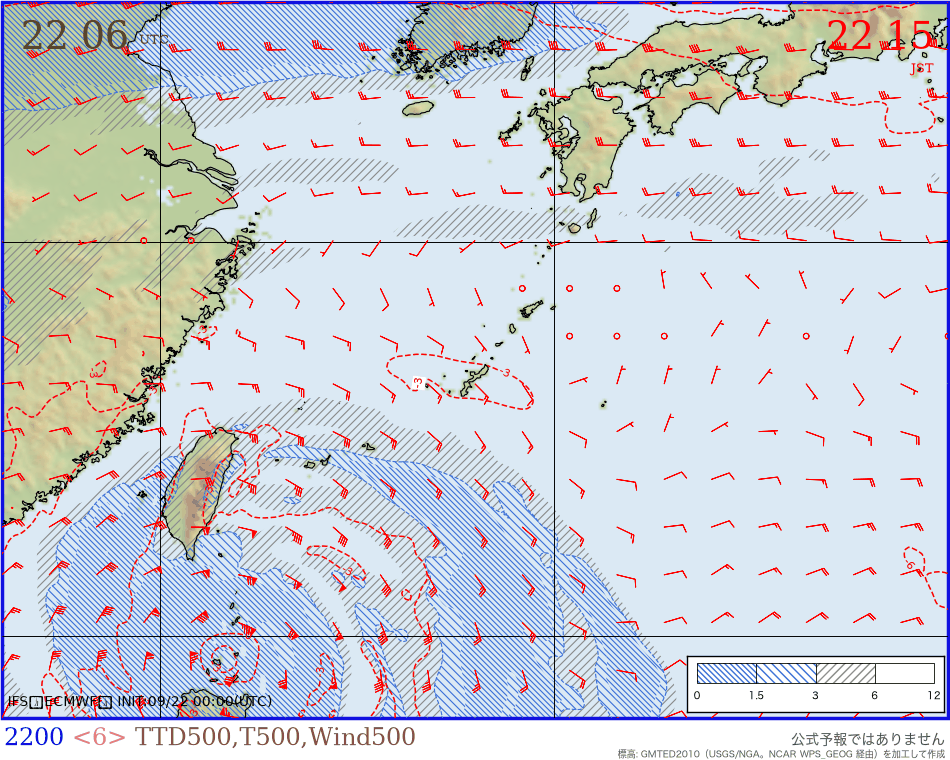 22 06 UTC
22 15
JST
-3
-3
-3
-6
IFS(ECMWF) INIT:09/22 00:00(UTC)
0 1.5 3 6 12
2200 <6> TTD500,T500,Wind500
公式予報ではありません
標高: GMTED2010（USGS/NGA。NCAR WPS_GEOG 経由）を加工して作成